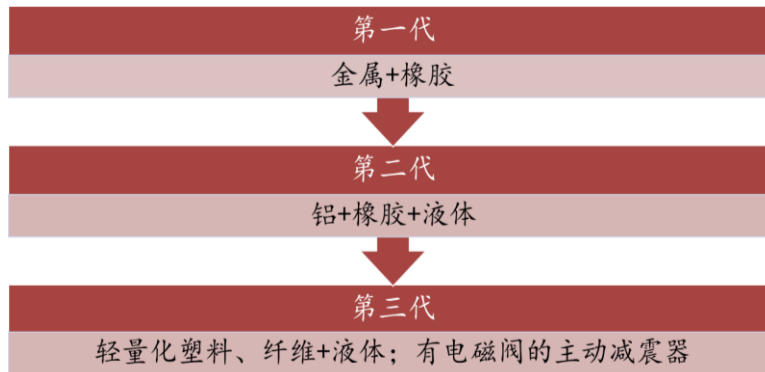 第一代
金属+橡胶
第二代
铝+橡胶+液体
第三代
轻量化塑料、纤维+液体；有电磁阀的主动减震器